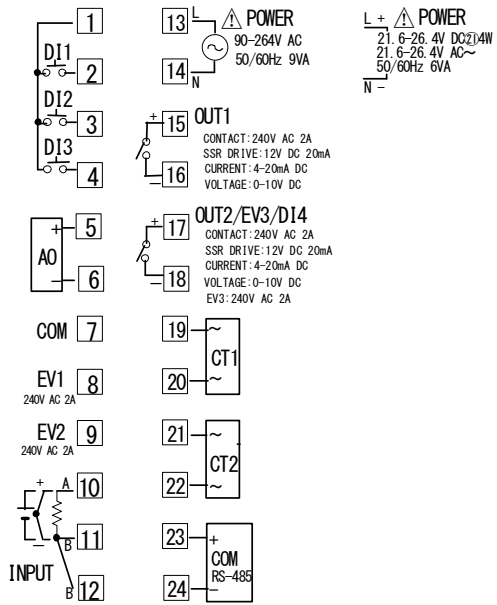 1
DI1
2
DI2
3
DI3
4
+ 5
AO
- 6
COM 7
EV1 8
240V AC 2A
EV2 9
240V AC 2A
+ A 10
- B 11
INPUT
B 12
13 L ⚠ POWER
90-264V AC
50/60Hz 9VA
14 N
+ 15 OUT1
CONTACT:240V AC 2A
SSR DRIVE:12V DC 20mA
CURRENT:4-20mA DC
VOLTAGE:0-10V DC
- 16
+ 17 OUT2/EV3/DI4
CONTACT:240V AC 2A
SSR DRIVE:12V DC 20mA
CURRENT:4-20mA DC
VOLTAGE:0-10V DC
EV3:240V AC 2A
- 18
19 ~
CT1
20 ~
21 ~
CT2
22 ~
23 +
COM
RS-485
24 -
L + ⚠ POWER
21.6-26.4V DC 4W
21.6-26.4V AC~
50/60Hz 6VA
N -